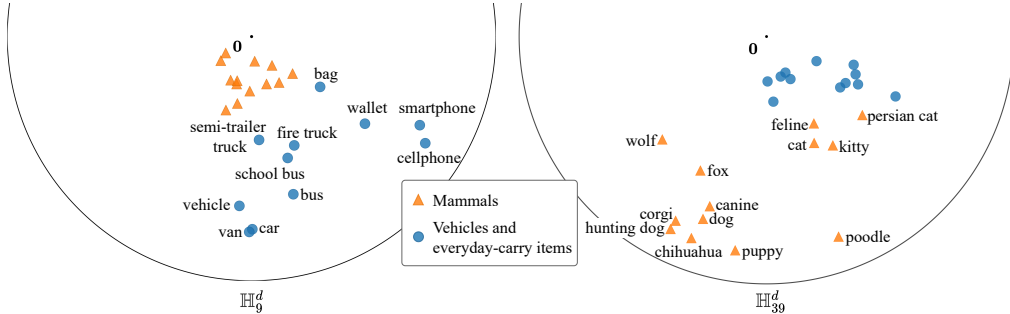 0
bag
wallet
smartphone
cellphone
semi-trailer
truck
fire truck
school bus
bus
vehicle
van
car
Mammals
Vehicles and
everyday-carry items
ℍ₉ᵈ
0
persian cat
feline
cat
kitty
wolf
fox
canine
corgi
dog
hunting dog
chihuahua
puppy
poodle
ℍ₃₉ᵈ